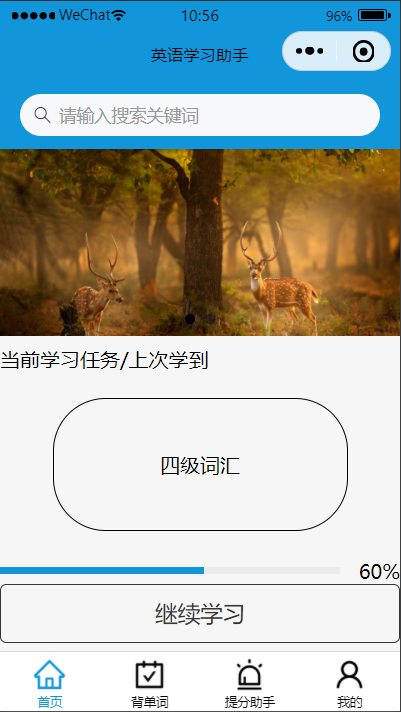 WeChat 10:56 96%
英语学习助手
请输入搜索关键词
当前学习任务/上次学到
四级词汇
60%
继续学习
首页 背单词 提分助手 我的